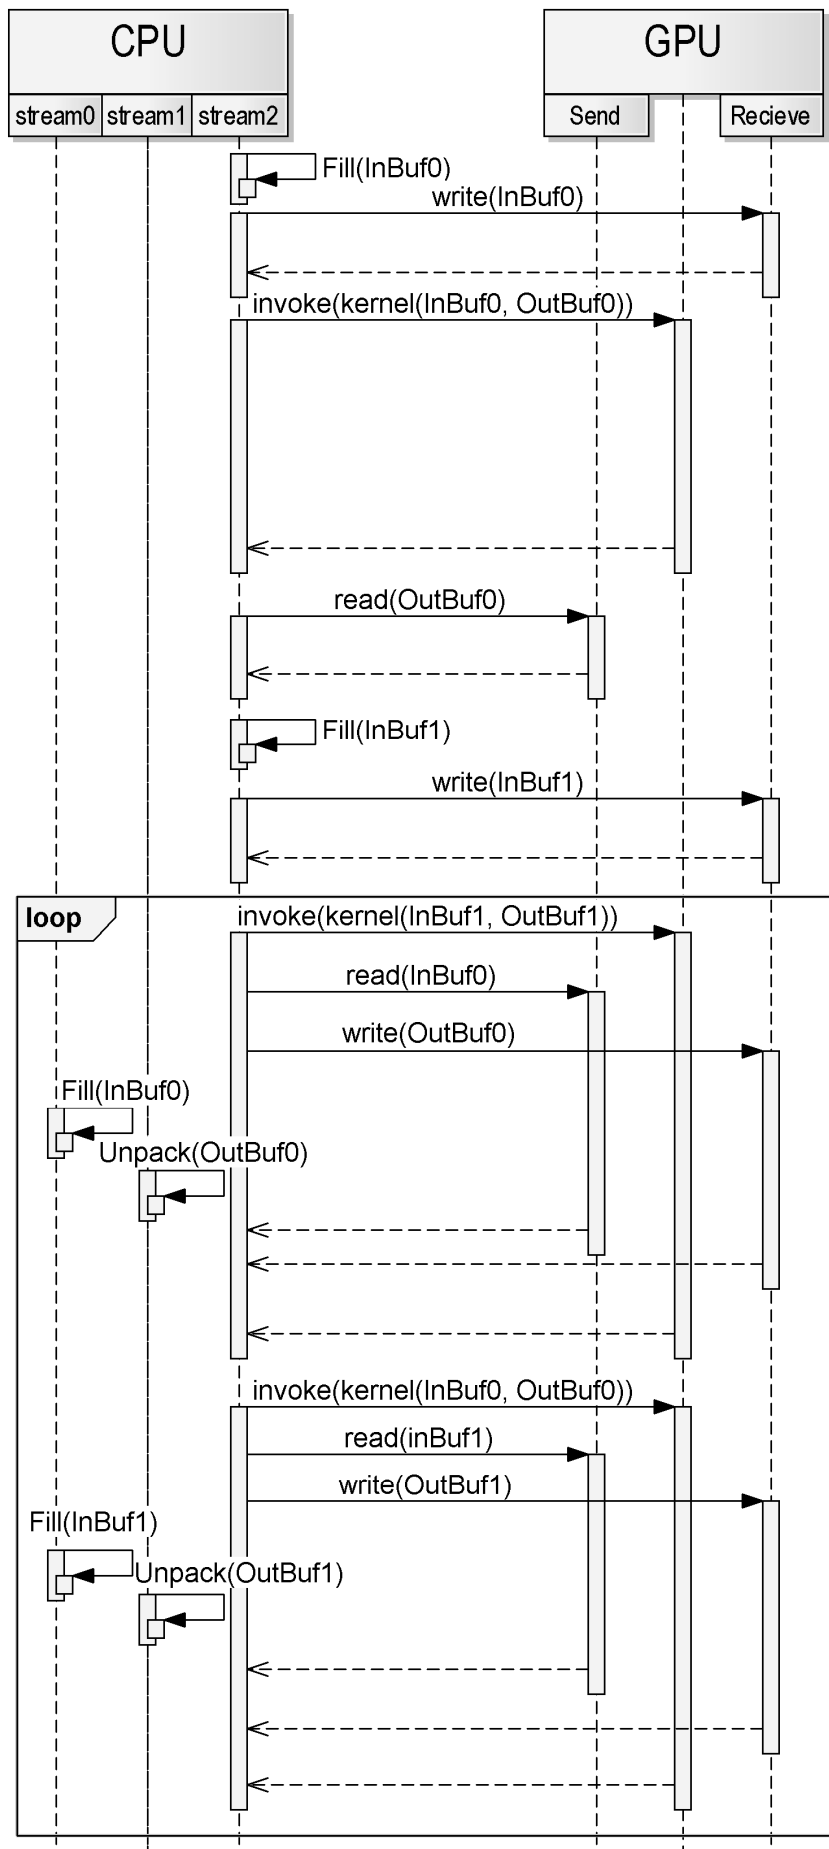 CPU
GPU
stream0
stream1
stream2
Send
Recieve
Fill(InBuf0)
write(InBuf0)
invoke(kernel(InBuf0, OutBuf0))
read(OutBuf0)
Fill(InBuf1)
write(InBuf1)
loop
invoke(kernel(InBuf1, OutBuf1))
read(InBuf0)
write(OutBuf0)
Fill(InBuf0)
Unpack(OutBuf0)
invoke(kernel(InBuf0, OutBuf0))
read(inBuf1)
write(OutBuf1)
Fill(InBuf1)
Unpack(OutBuf1)